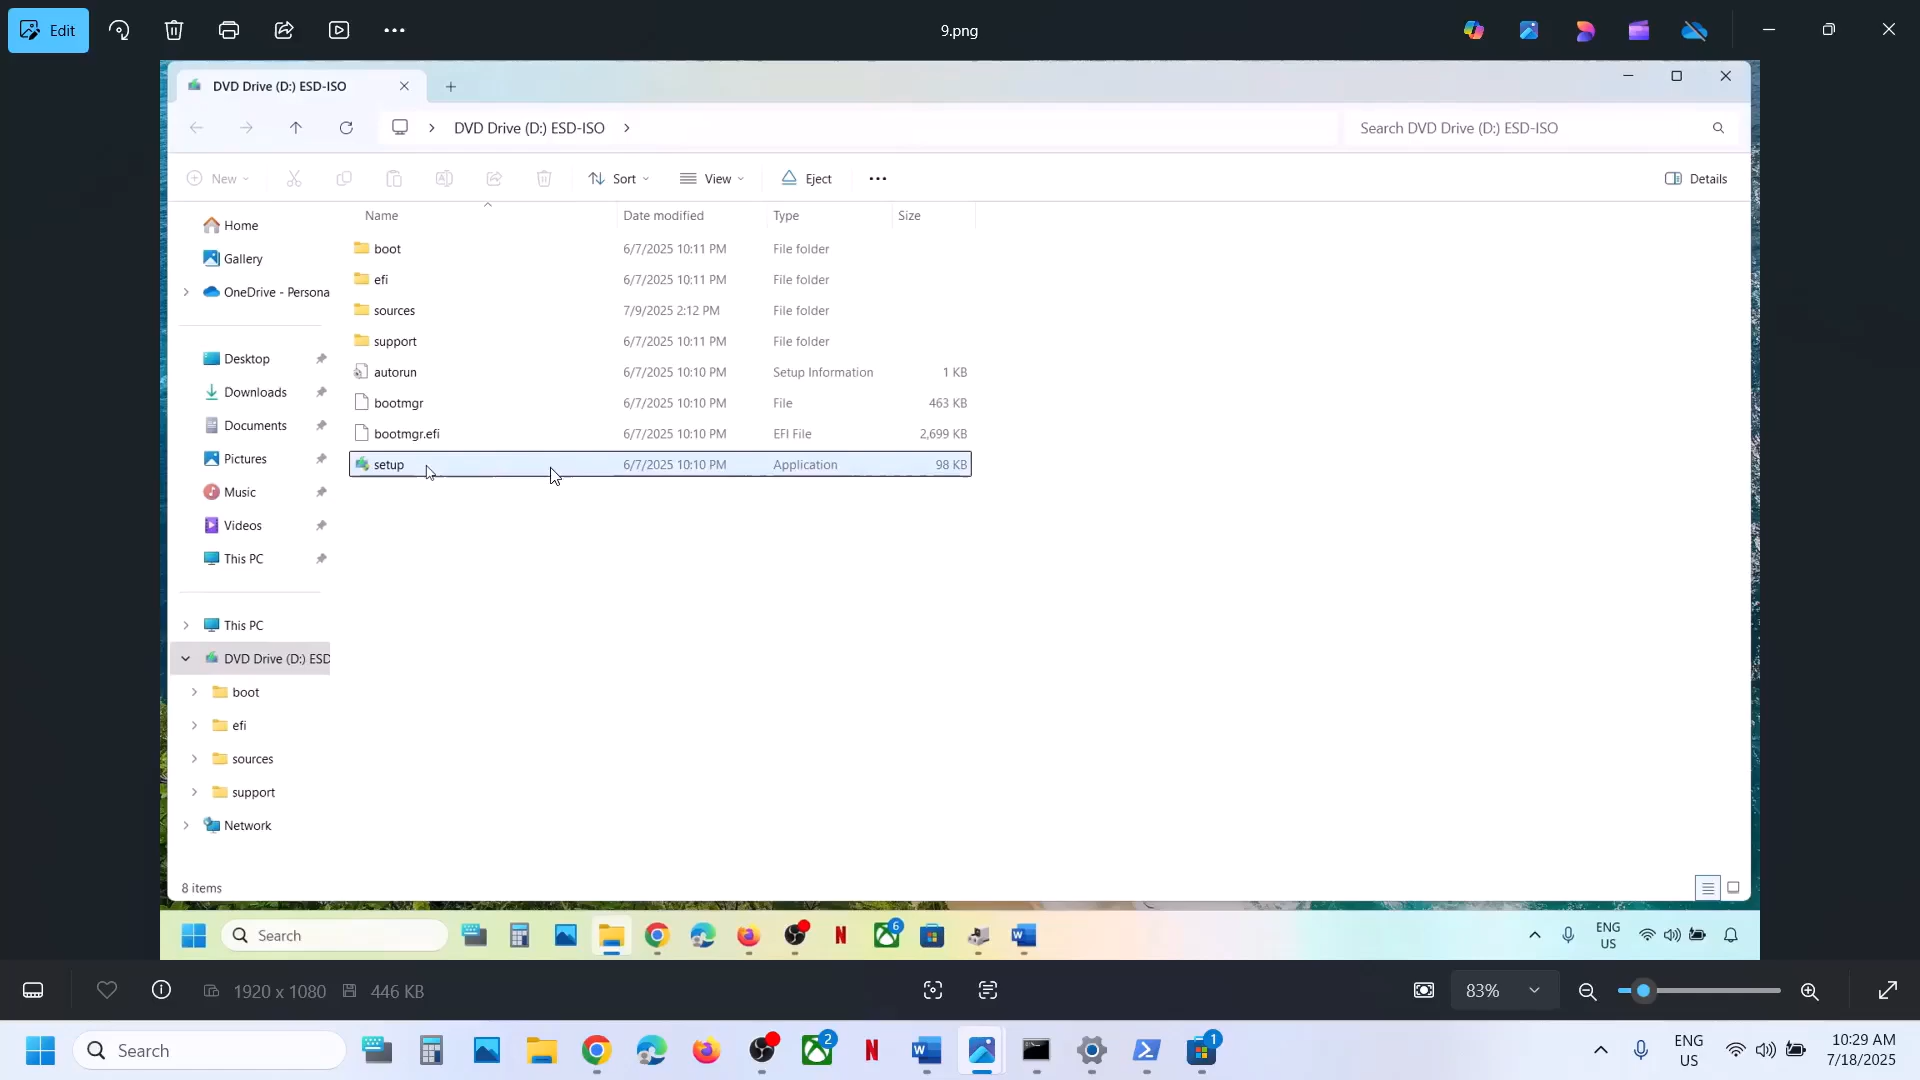 Edit
9.png
DVD Drive (D:) ESD-ISO
DVD Drive (D:) ESD-ISO
Search DVD Drive (D:) ESD-ISO
New
Sort
View
Eject
Details
Name Date modified Type Size
Home
Gallery
OneDrive - Persona
Desktop
Downloads
Documents
Pictures
Music
Videos
This PC
This PC
DVD Drive (D:) ESD
boot
efi
sources
support
Network
boot 6/7/2025 10:11 PM File folder
efi 6/7/2025 10:11 PM File folder
sources 7/9/2025 2:12 PM File folder
support 6/7/2025 10:11 PM File folder
autorun 6/7/2025 10:10 PM Setup Information 1 KB
bootmgr 6/7/2025 10:10 PM File 463 KB
bootmgr.efi 6/7/2025 10:10 PM EFI File 2,699 KB
setup 6/7/2025 10:10 PM Application 98 KB
8 items
Search
6
ENG
US
1920 x 1080
446 KB
83%
Search
2
1
ENG
US
10:29 AM
7/18/2025